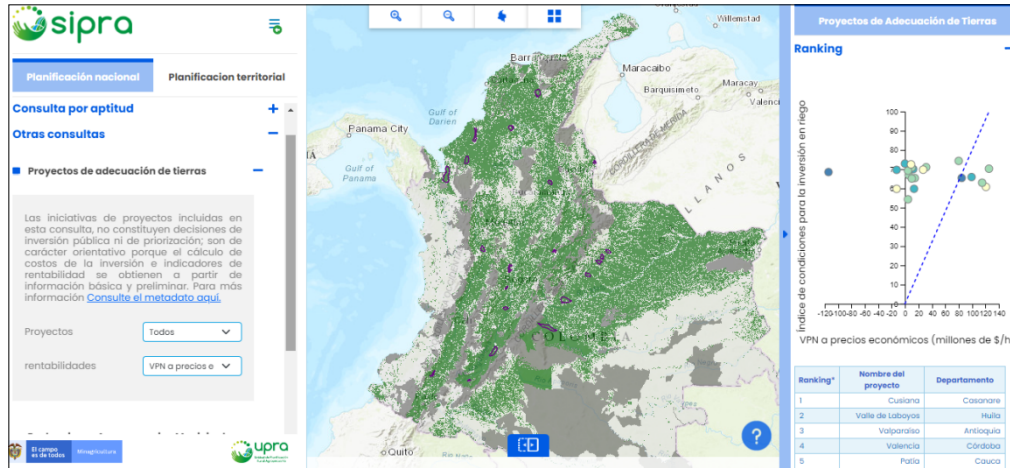 sipra
Planificación nacional
Planificacion territorial
Consulta por aptitud +
Otras consultas −
Proyectos de adecuación de tierras −
Las iniciativas de proyectos incluidas en
esta consulta, no constituyen decisiones de
inversión pública ni de priorización; son de
carácter orientativo porque el cálculo de
costos de la inversión e indicadores de
rentabilidad se obtienen a partir de
información básica y preliminar. Para más
información Consulte el metadato aquí.
Proyectos
Todos
rentabilidades
VPN a precios e
El campo
es de todos
Minagricultura
upra
Willemstad
Maracaibo
Barquisimeto
Maracay
Valenci
Panama City
Gulf of
Darien
Gulf of
Panama
CORDILLERA DE MERIDA
LLANOS
COLOMBIA
Quito
?
Proyectos de Adecuación de Tierras
Ranking −
Índice de condiciones para la inversión en riego
100
90
80
70
60
50
40
30
20
10
0
-120 -100 -80 -60 -40 -20 0 20 40 60 80 100 120 140
VPN a precios económicos (millones de $/h
Ranking* Nombre del proyecto Departamento
1 Cusiana Casanare
2 Valle de Laboyos Huila
3 Valparaiso Antioquia
4 Valencia Córdoba
5 Patía Cauca